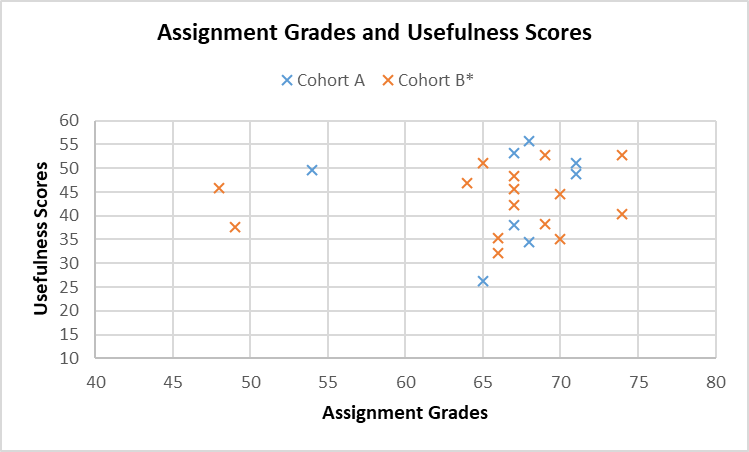 Assignment Grades and Usefulness Scores
Cohort A Cohort B*
60
55
50
45
40
35
30
25
20
15
10
Usefulness Scores
40 45 50 55 60 65 70 75 80
Assignment Grades